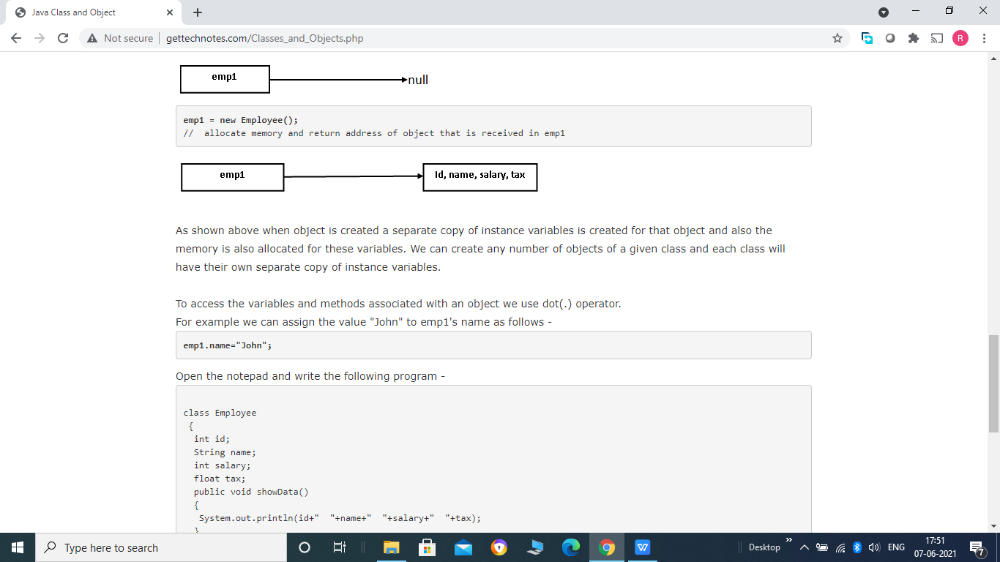 Java Class and Object
Not secure
gettechnotes.com/Classes_and_Objects.php
R
emp1
null
emp1 = new Employee();
// allocate memory and return address of object that is received in emp1
emp1
Id, name, salary, tax
As shown above when object is created a separate copy of instance variables is created for that object and also the
memory is also allocated for these variables. We can create any number of objects of a given class and each class will
have their own separate copy of instance variables.
To access the variables and methods associated with an object we use dot(.) operator.
For example we can assign the value "John" to emp1's name as follows -
emp1.name="John";
Open the notepad and write the following program -
class Employee
{
int id;
String name;
int salary;
float tax;
public void showData()
{
System.out.println(id+"  "+name+"  "+salary+"  "+tax);
}
Type here to search
Desktop
ENG
17:51
07-06-2021
7